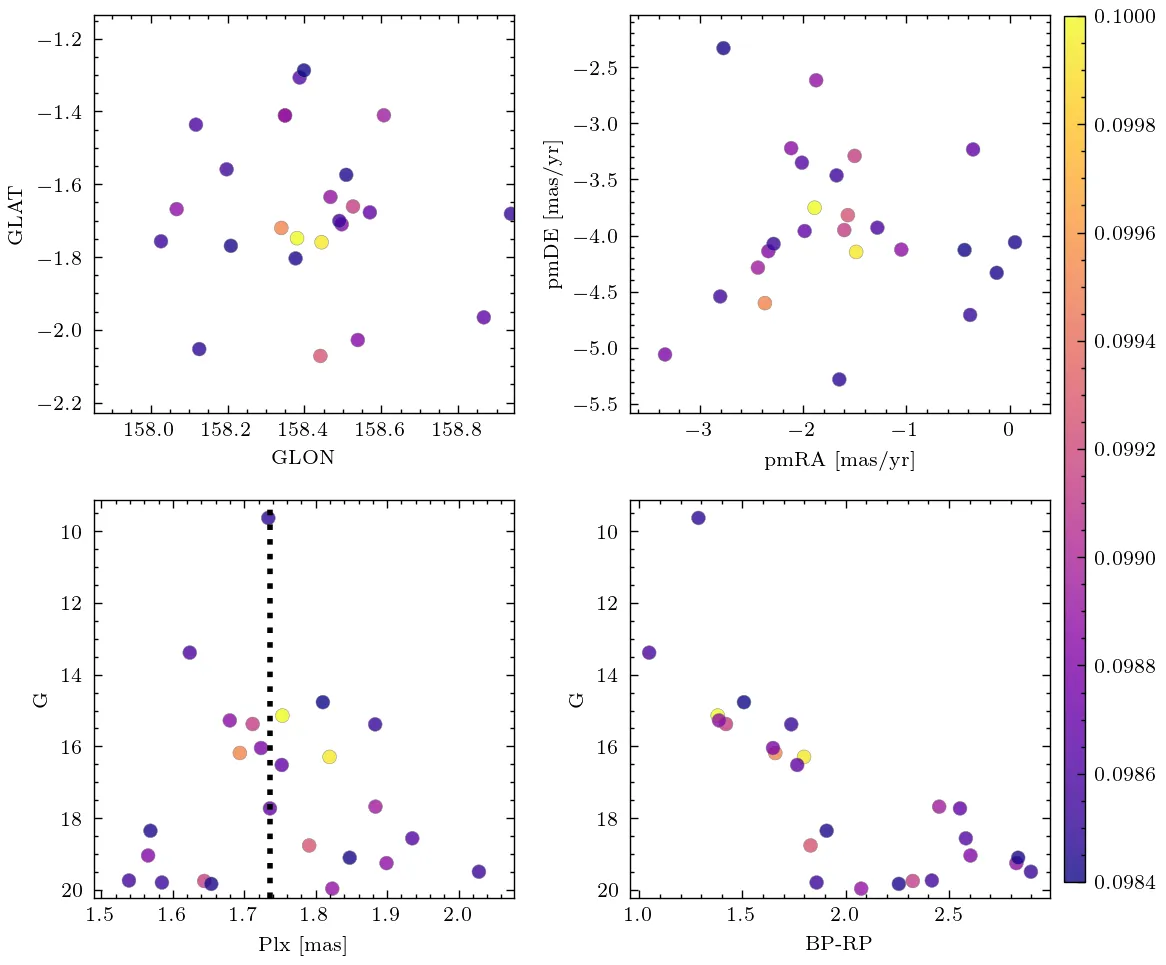 −1.2
−1.4
−1.6
−1.8
−2.0
−2.2
GLAT
158.0 158.2 158.4 158.6 158.8
GLON
−2.5
−3.0
−3.5
−4.0
−4.5
−5.0
−5.5
pmDE [mas/yr]
−3 −2 −1 0
pmRA [mas/yr]
0.1000
0.0998
0.0996
0.0994
0.0992
0.0990
0.0988
0.0986
0.0984
10
12
14
16
18
20
G
1.5 1.6 1.7 1.8 1.9 2.0
Plx [mas]
10
12
14
16
18
20
G
1.0 1.5 2.0 2.5
BP-RP